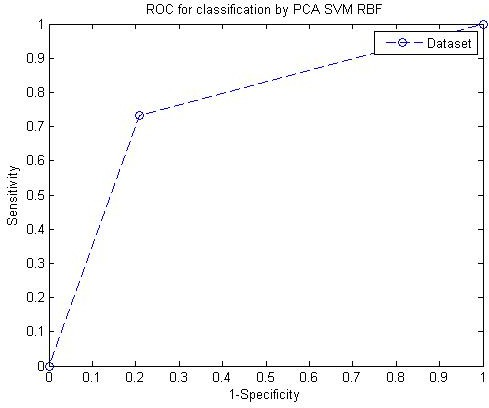 ROC for classification by PCA SVM RBF
Dataset
Sensitivity
1
0.9
0.8
0.7
0.6
0.5
0.4
0.3
0.2
0.1
0
0 0.1 0.2 0.3 0.4 0.5 0.6 0.7 0.8 0.9 1
1-Specificity